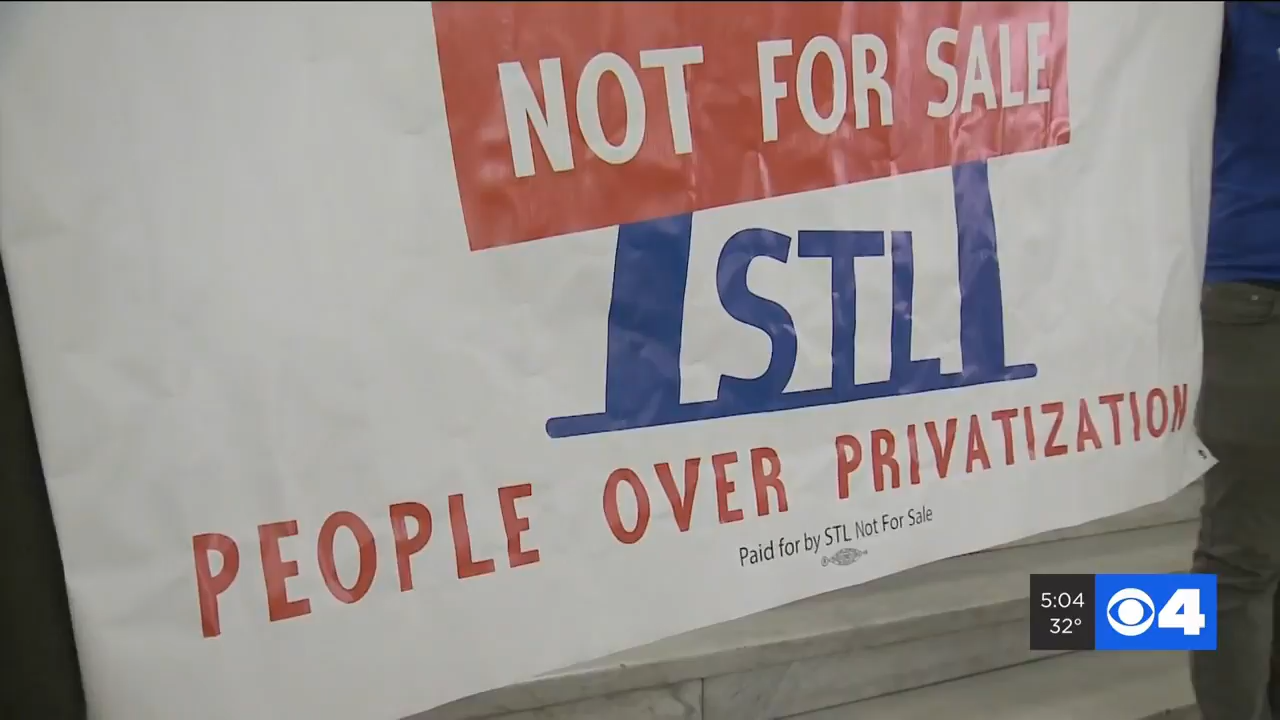 NOT FOR SALE
STL
PEOPLE OVER PRIVATIZATION
Paid for by STL Not For Sale
5:04
32°
4